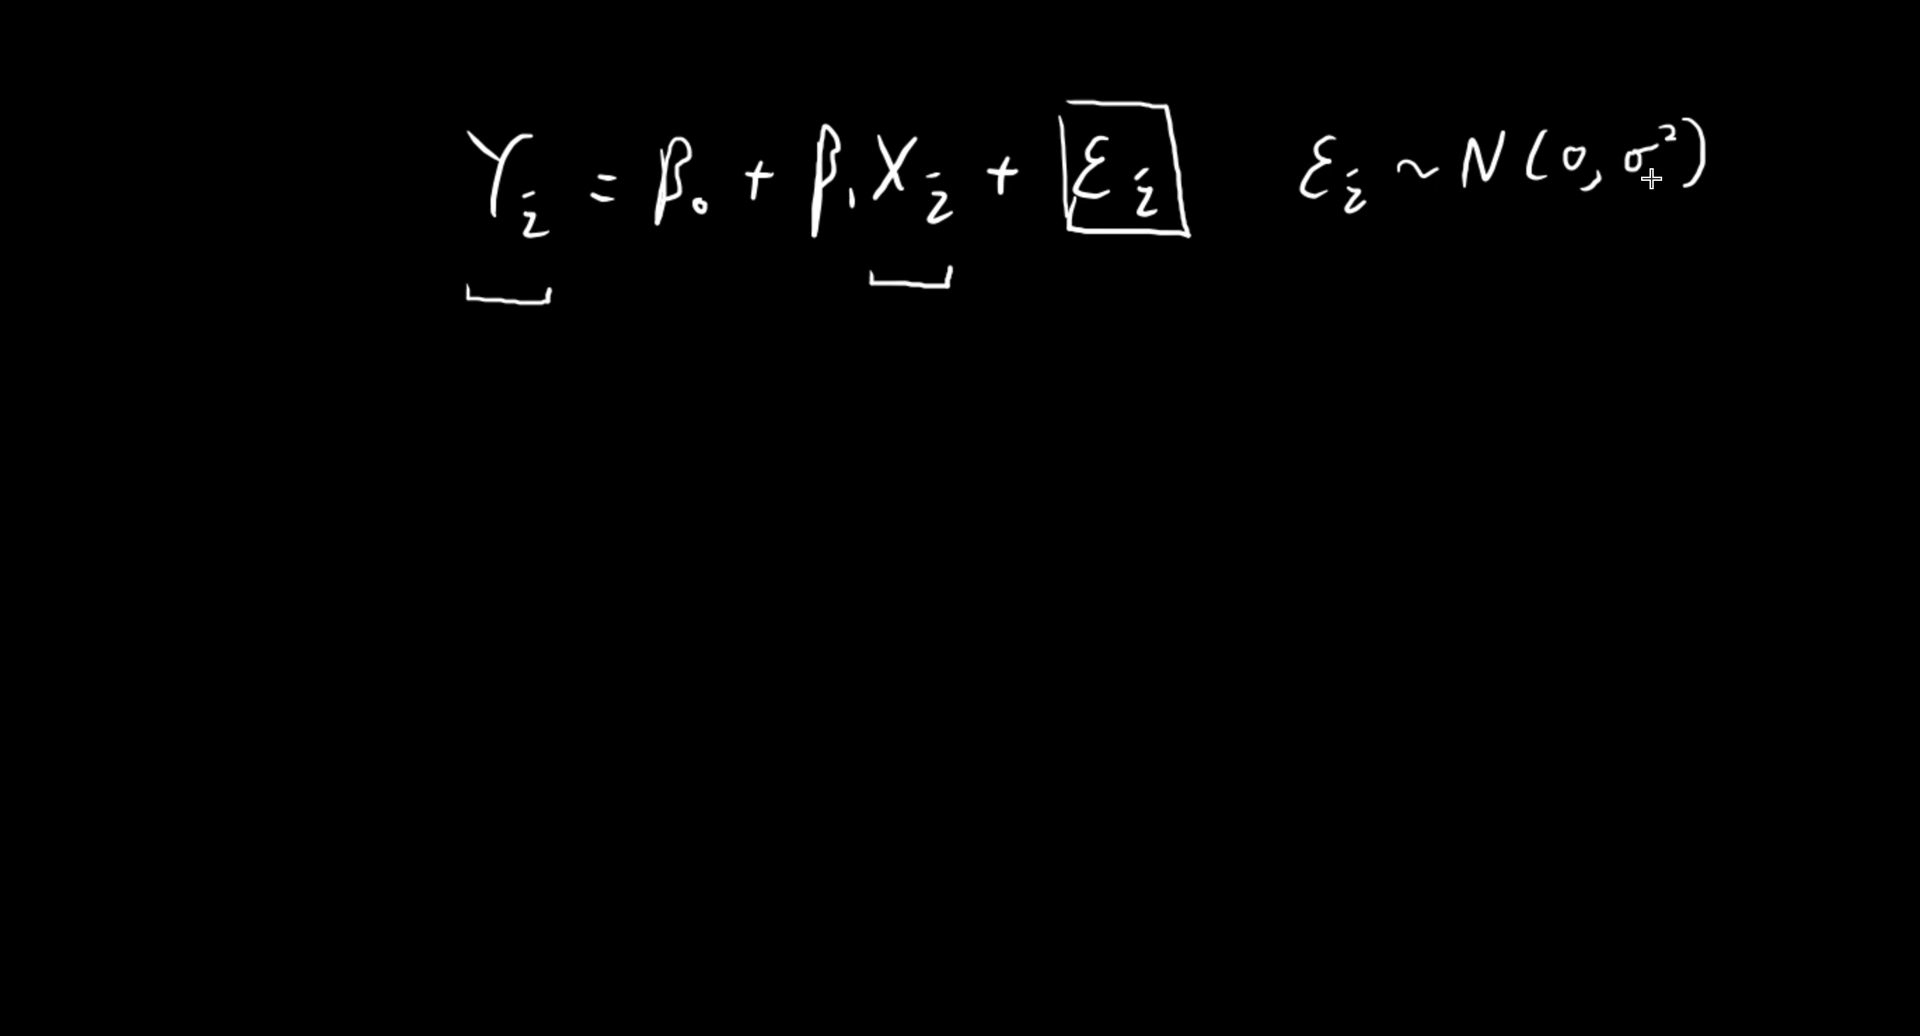 Yᵢ = β₀ + β₁Xᵢ + εᵢ   εᵢ ~ N(0, σ²)